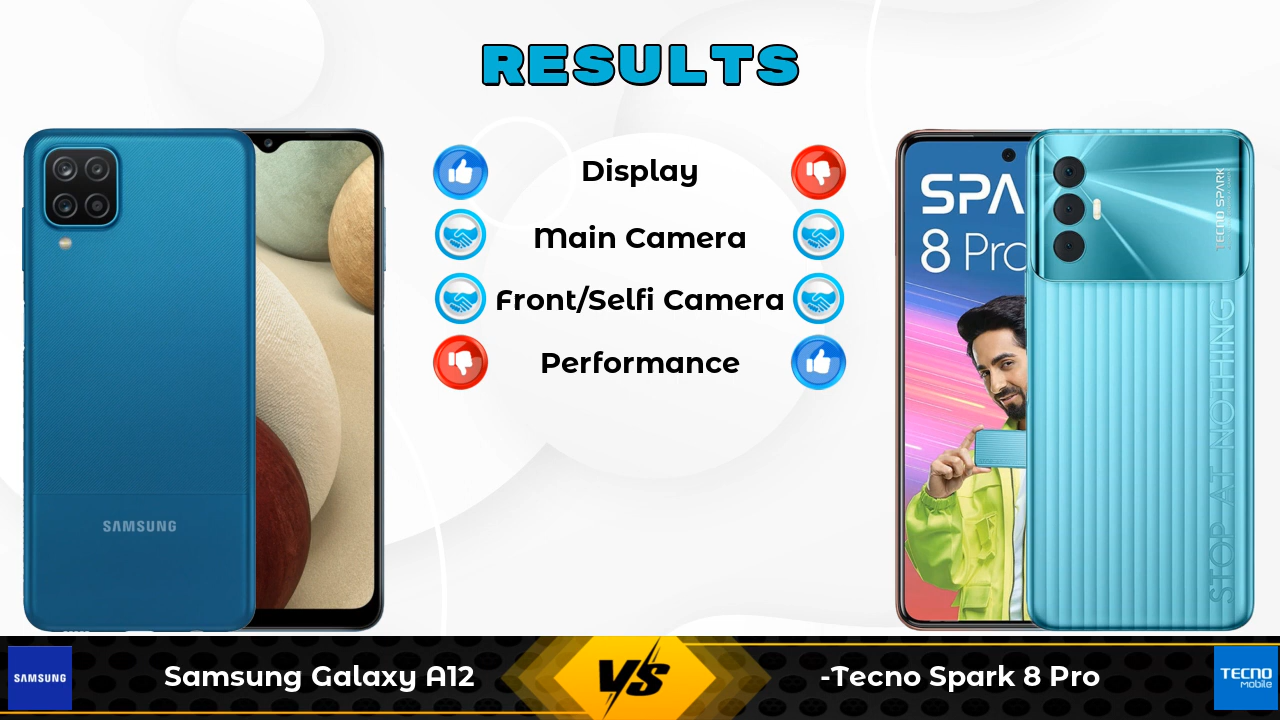 RESULTS
Display
Main Camera
Front/Selfi Camera
Performance
SAMSUNG
SPA
8 Pro
TECNO SPARK
STOP AT NOTHING
SAMSUNG
Samsung Galaxy A12
VS
-Tecno Spark 8 Pro
TECNO
mobile